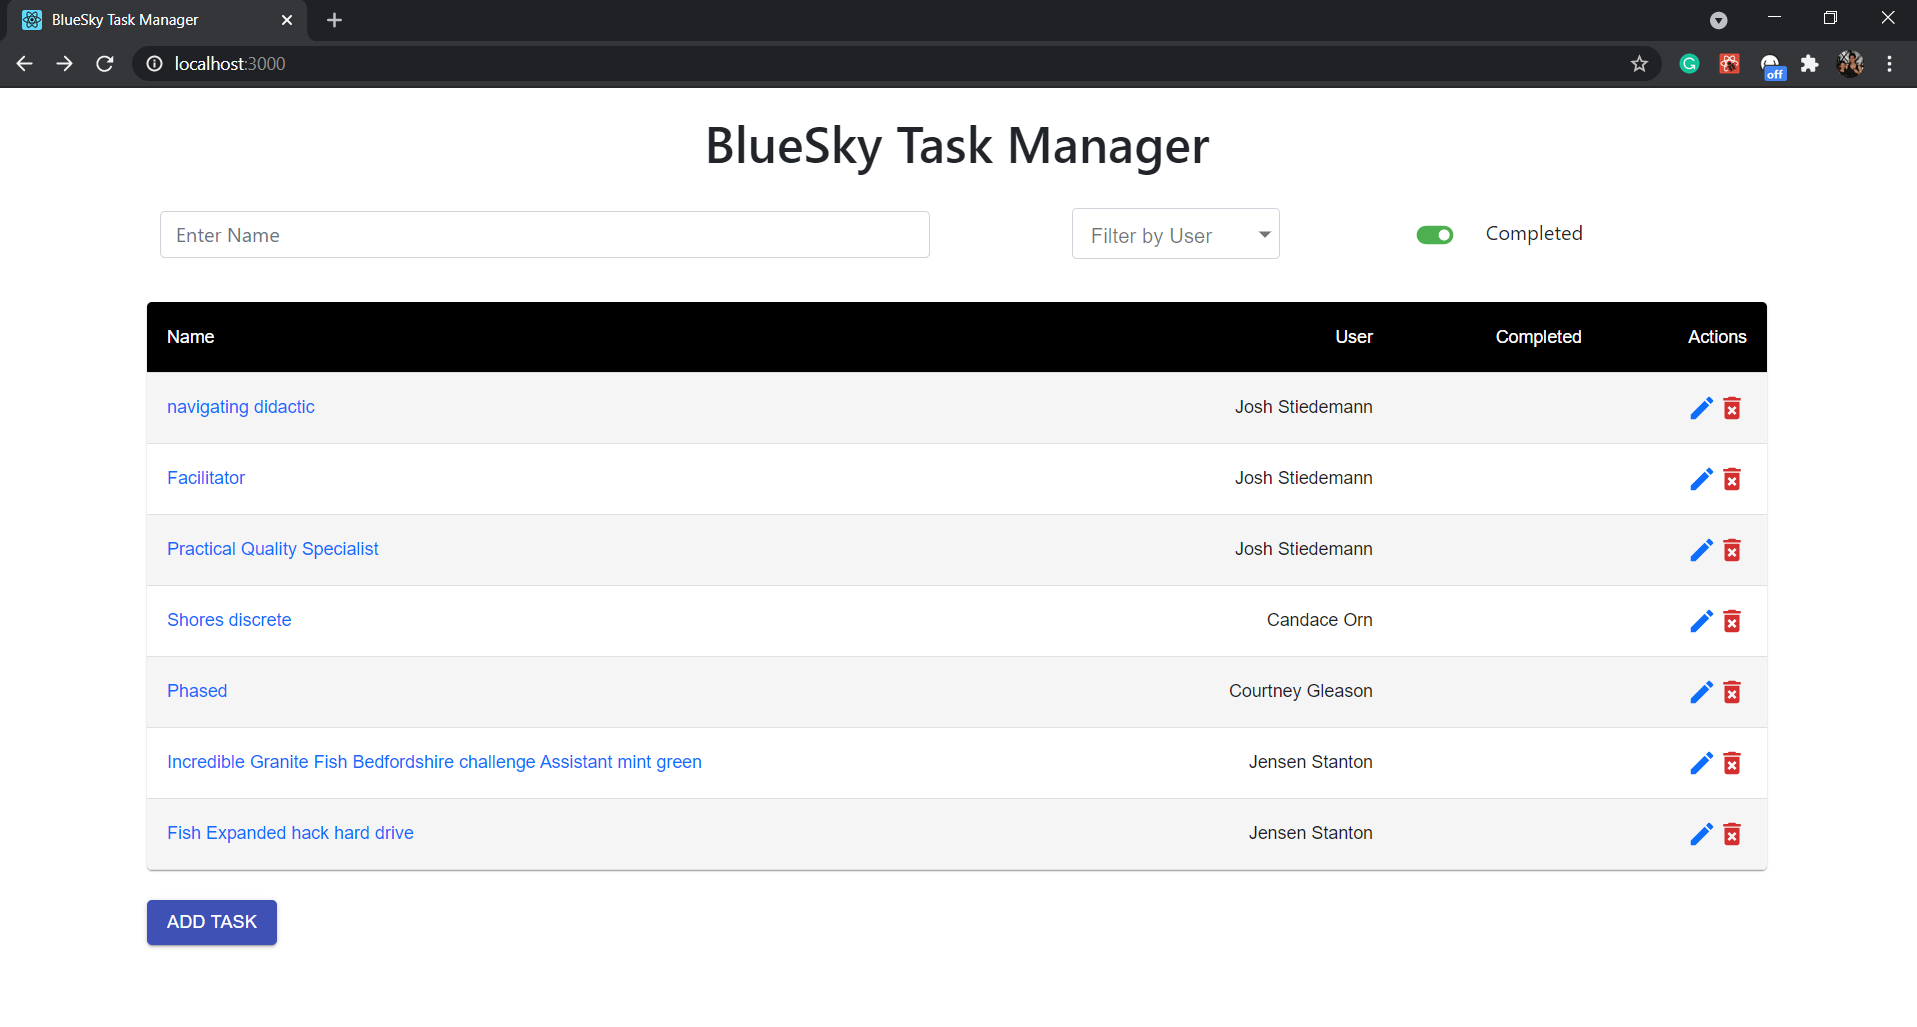 BlueSky Task Manager
localhost:3000
off
BlueSky Task Manager
Enter Name
Filter by User
Completed
Name User Completed Actions
navigating didactic Josh Stiedemann
Facilitator Josh Stiedemann
Practical Quality Specialist Josh Stiedemann
Shores discrete Candace Orn
Phased Courtney Gleason
Incredible Granite Fish Bedfordshire challenge Assistant mint green Jensen Stanton
Fish Expanded hack hard drive Jensen Stanton
ADD TASK